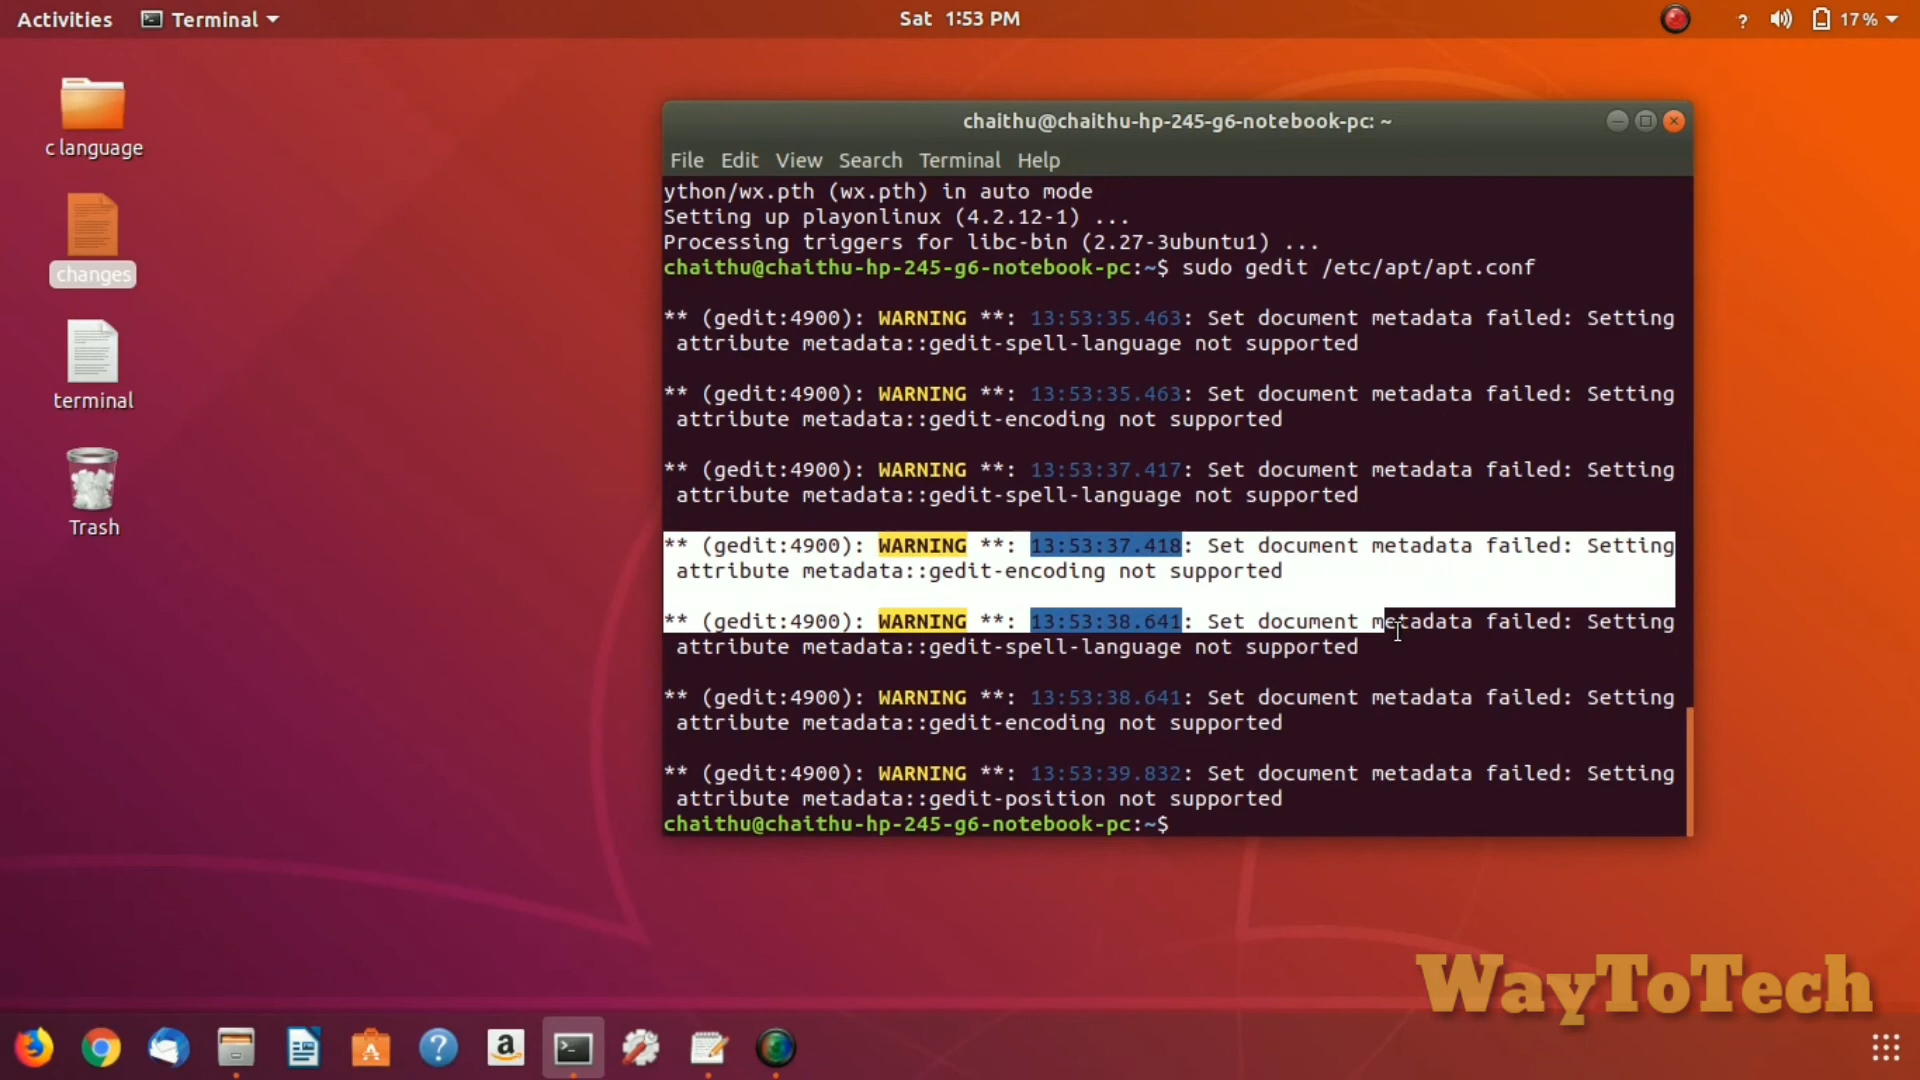 Activities Terminal Sat 1:53 PM ? 17%
c language
changes
terminal
Trash
chaithu@chaithu-hp-245-g6-notebook-pc: ~
File Edit View Search Terminal Help
ython/wx.pth (wx.pth) in auto mode
Setting up playonlinux (4.2.12-1) ...
Processing triggers for libc-bin (2.27-3ubuntu1) ...
chaithu@chaithu-hp-245-g6-notebook-pc:~$ sudo gedit /etc/apt/apt.conf
** (gedit:4900): WARNING **: 13:53:35.463: Set document metadata failed: Setting
attribute metadata::gedit-spell-language not supported
** (gedit:4900): WARNING **: 13:53:35.463: Set document metadata failed: Setting
attribute metadata::gedit-encoding not supported
** (gedit:4900): WARNING **: 13:53:37.417: Set document metadata failed: Setting
attribute metadata::gedit-spell-language not supported
** (gedit:4900): WARNING **: 13:53:37.418: Set document metadata failed: Setting
attribute metadata::gedit-encoding not supported
** (gedit:4900): WARNING **: 13:53:38.641: Set document metadata failed: Setting
attribute metadata::gedit-spell-language not supported
** (gedit:4900): WARNING **: 13:53:38.641: Set document metadata failed: Setting
attribute metadata::gedit-encoding not supported
** (gedit:4900): WARNING **: 13:53:39.832: Set document metadata failed: Setting
attribute metadata::gedit-position not supported
chaithu@chaithu-hp-245-g6-notebook-pc:~$
WayToTech